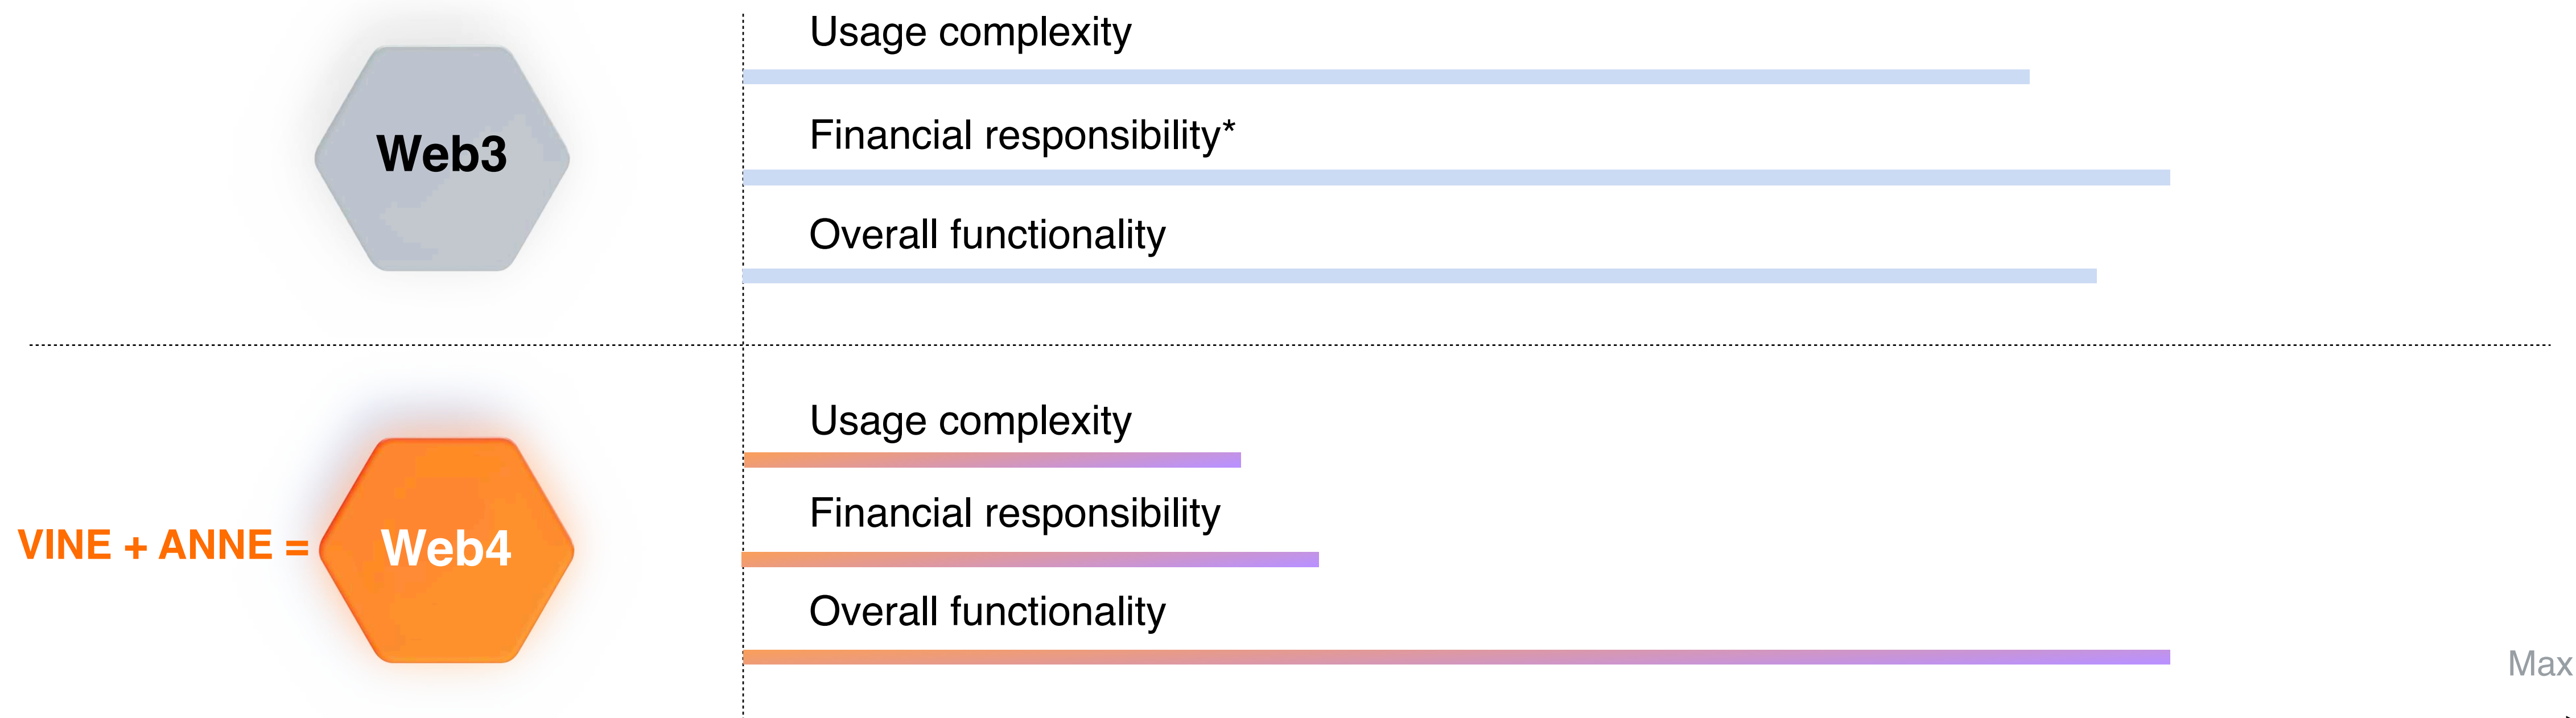 Usage complexity
Web3
Financial responsibility*
Overall functionality
Usage complexity
Financial responsibility
VINE + ANNE =
Web4
Overall functionality
Max